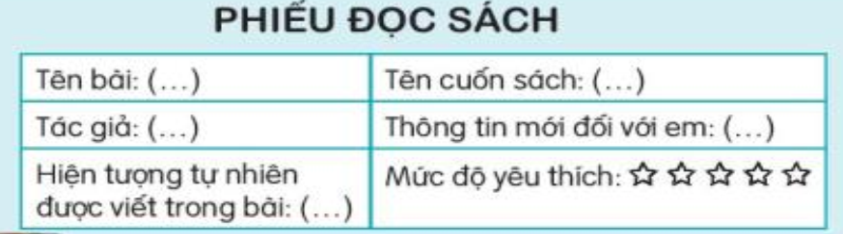 PHIẾU ĐỌC SÁCH
Tên bài: (...)
Tên cuốn sách: (...)
Tác giả: (...)
Thông tin mới đối với em: (...)
Hiện tượng tự nhiên
được viết trong bài: (...)
Mức độ yêu thích: ☆ ☆ ☆ ☆ ☆